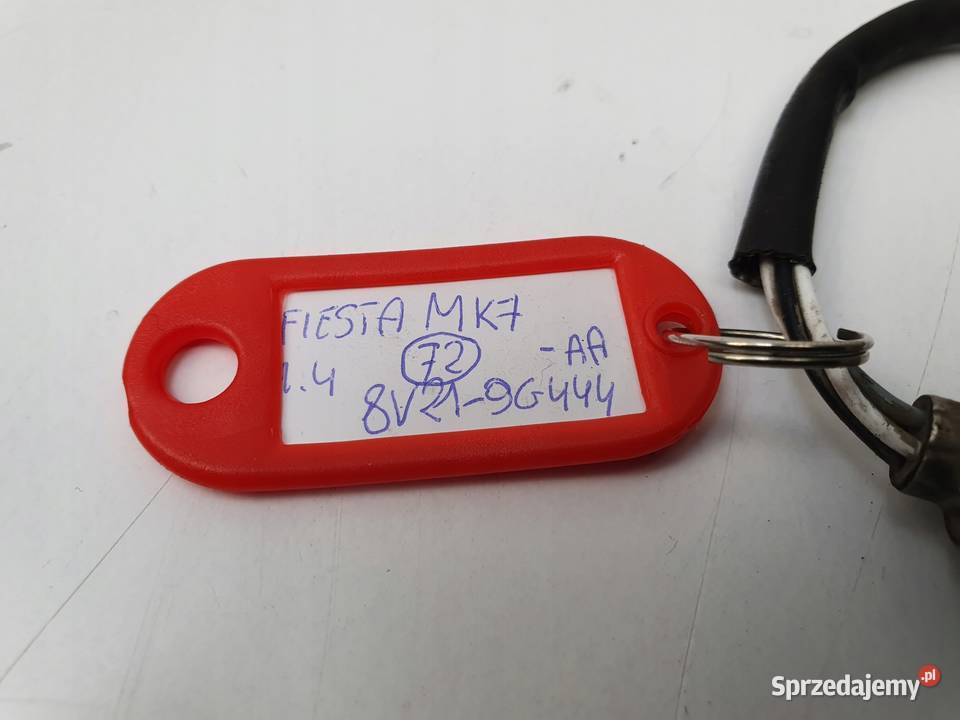 FIESTA MK7
1.4 72 -AA
8V21-9G444
Sprzedajemy.pl